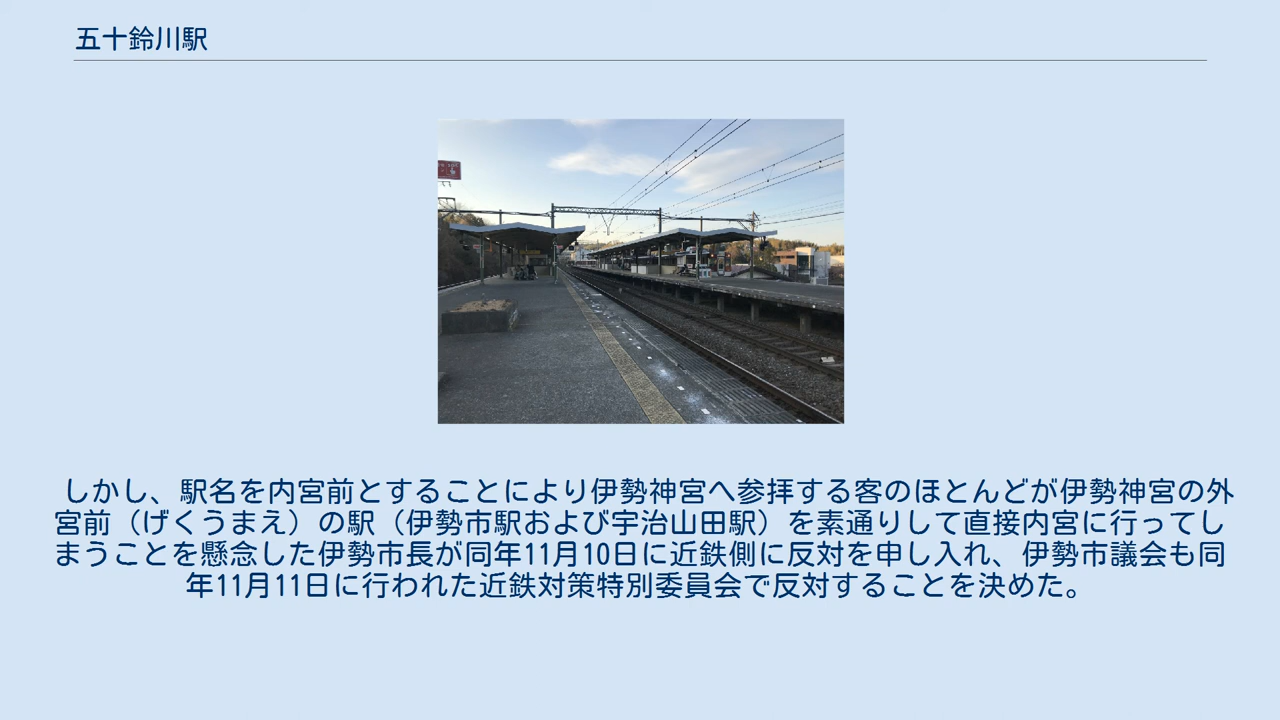 五十鈴川駅
しかし、駅名を内宮前とすることにより伊勢神宮へ参拝する客のほとんどが伊勢神宮の外
宮前（げくうまえ）の駅（伊勢市駅および宇治山田駅）を素通りして直接内宮に行ってし
まうことを懸念した伊勢市長が同年11月10日に近鉄側に反対を申し入れ、伊勢市議会も同
年11月11日に行われた近鉄対策特別委員会で反対することを決めた。